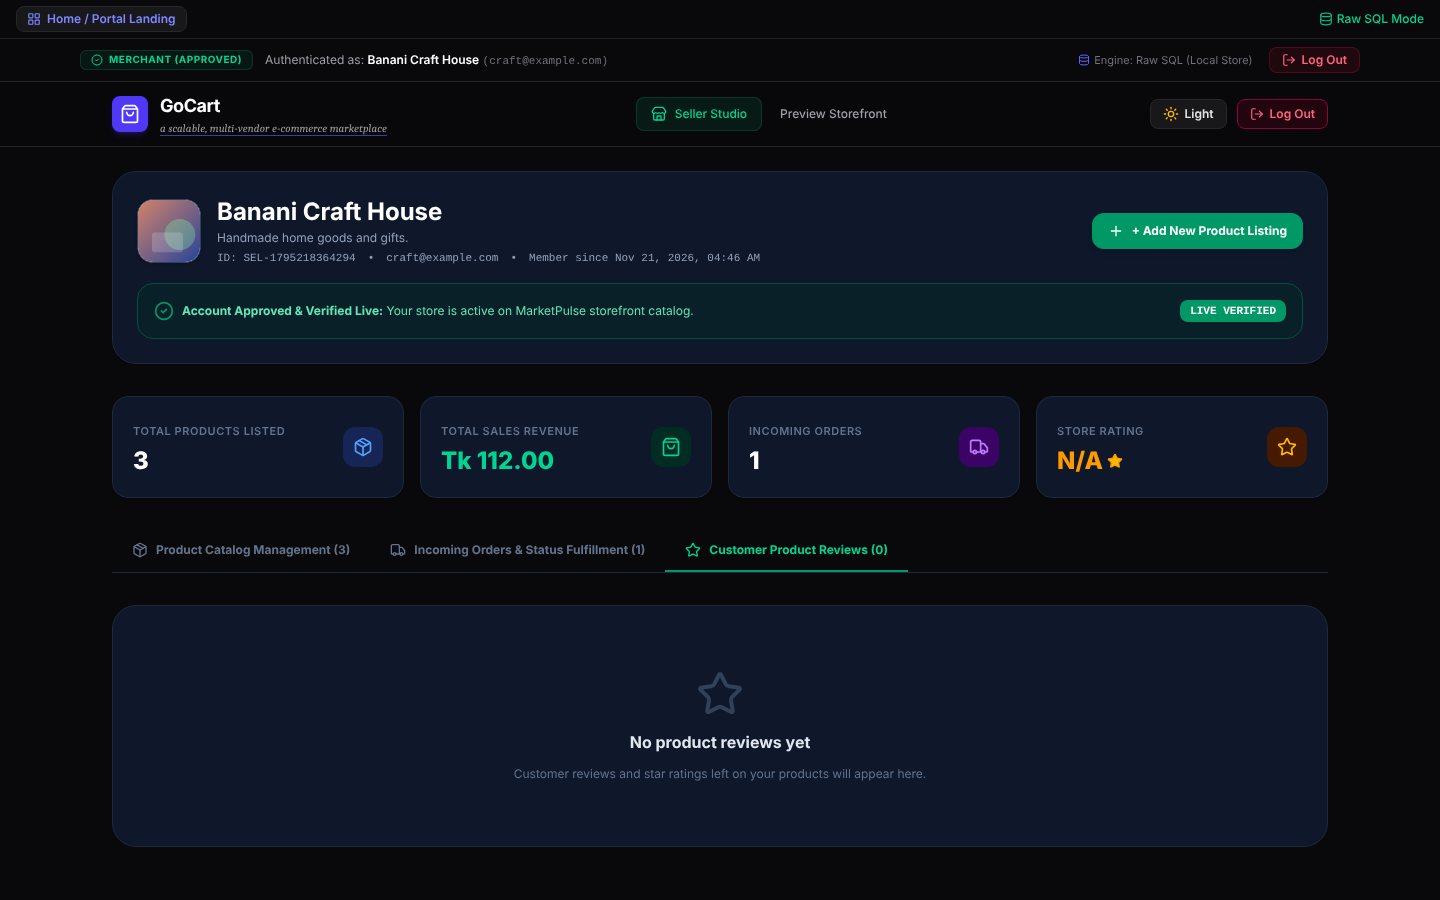 Home / Portal Landing
Raw SQL Mode
MERCHANT (APPROVED)
Authenticated as: Banani Craft House (craft@example.com)
Engine: Raw SQL (Local Store)
Log Out
GoCart
a scalable, multi-vendor e-commerce marketplace
Seller Studio
Preview Storefront
Light
Log Out
Banani Craft House
Handmade home goods and gifts.
ID: SEL-1795218364294 • craft@example.com • Member since Nov 21, 2026, 04:46 AM
+ Add New Product Listing
Account Approved & Verified Live: Your store is active on MarketPulse storefront catalog.
LIVE VERIFIED
TOTAL PRODUCTS LISTED
3
TOTAL SALES REVENUE
Tk 112.00
INCOMING ORDERS
1
STORE RATING
N/A
Product Catalog Management (3)
Incoming Orders & Status Fulfillment (1)
Customer Product Reviews (0)
No product reviews yet
Customer reviews and star ratings left on your products will appear here.